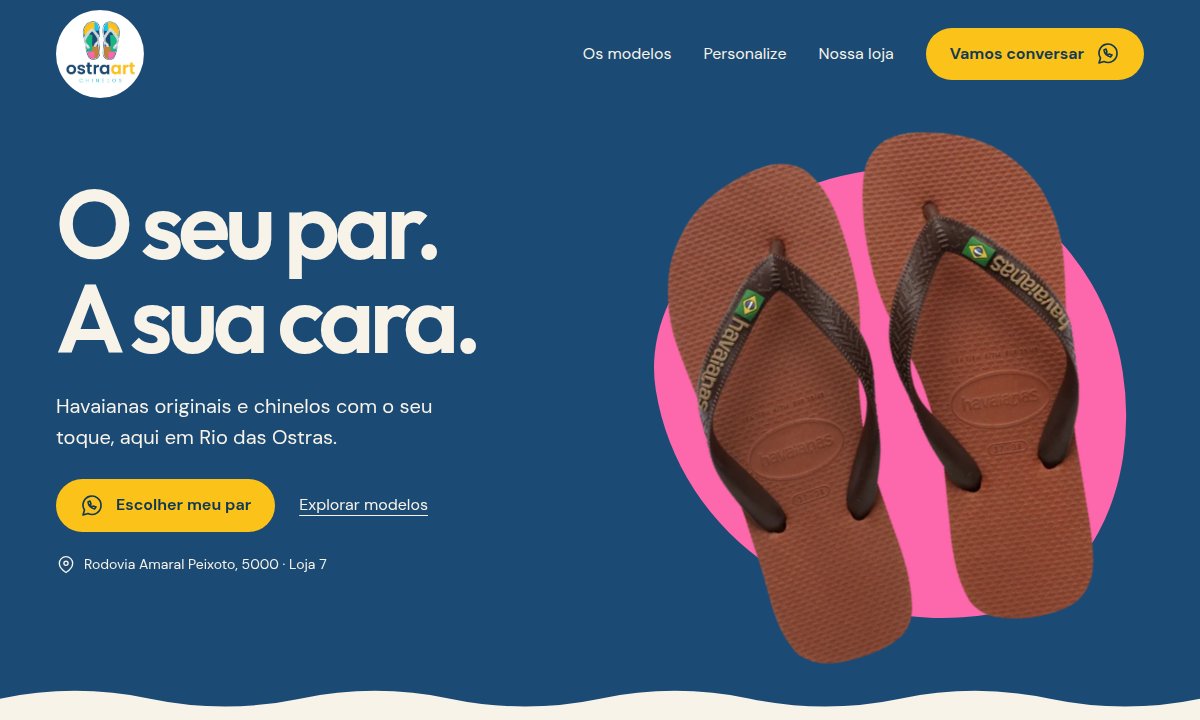 ostraart
CHINELOS
Os modelos
Personalize
Nossa loja
Vamos conversar
O seu par.
A sua cara.
Havaianas originais e chinelos com o seu
toque, aqui em Rio das Ostras.
Escolher meu par
Explorar modelos
Rodovia Amaral Peixoto, 5000 · Loja 7
havaianas
havaianas
havaianas
havaianas